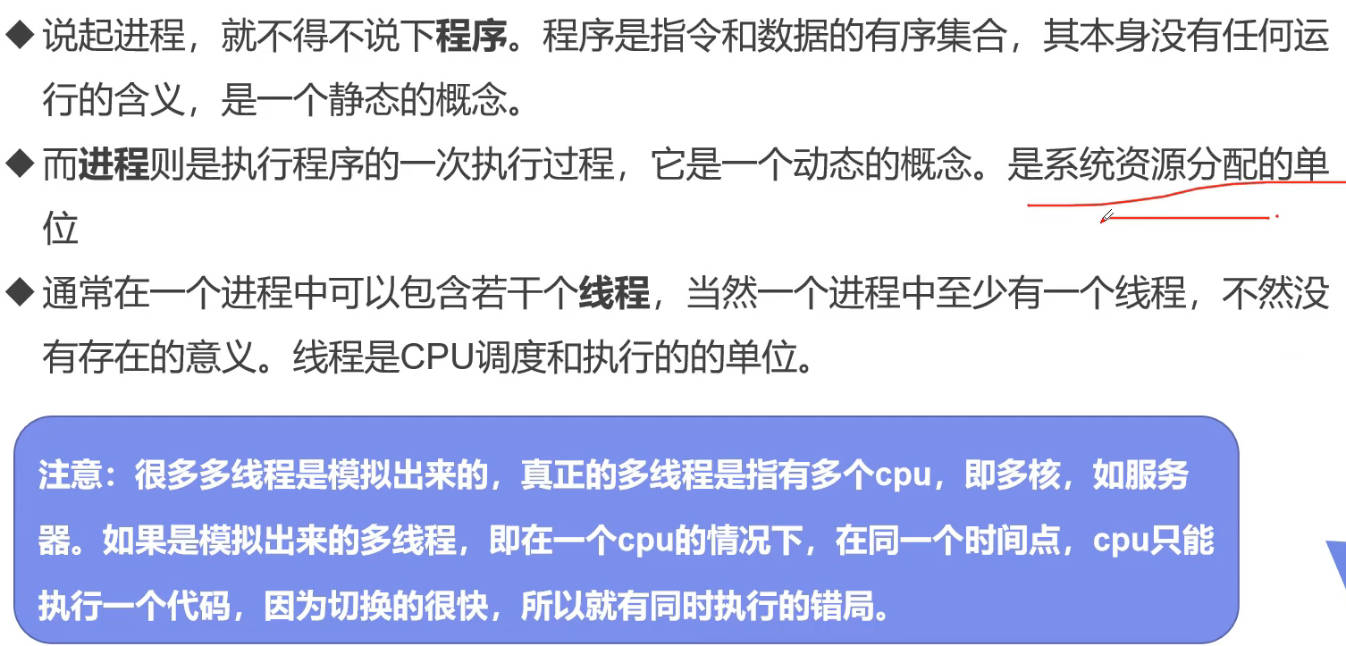 ◆说起进程，就不得不说下程序。程序是指令和数据的有序集合，其本身没有任何运
行的含义，是一个静态的概念。
◆而进程则是执行程序的一次执行过程，它是一个动态的概念。是系统资源分配的单
位
◆通常在一个进程中可以包含若干个线程，当然一个进程中至少有一个线程，不然没
有存在的意义。线程是CPU调度和执行的的单位。
注意：很多多线程是模拟出来的，真正的多线程是指有多个cpu，即多核，如服务
器。如果是模拟出来的多线程，即在一个cpu的情况下，在同一个时间点，cpu只能
执行一个代码，因为切换的很快，所以就有同时执行的错局。